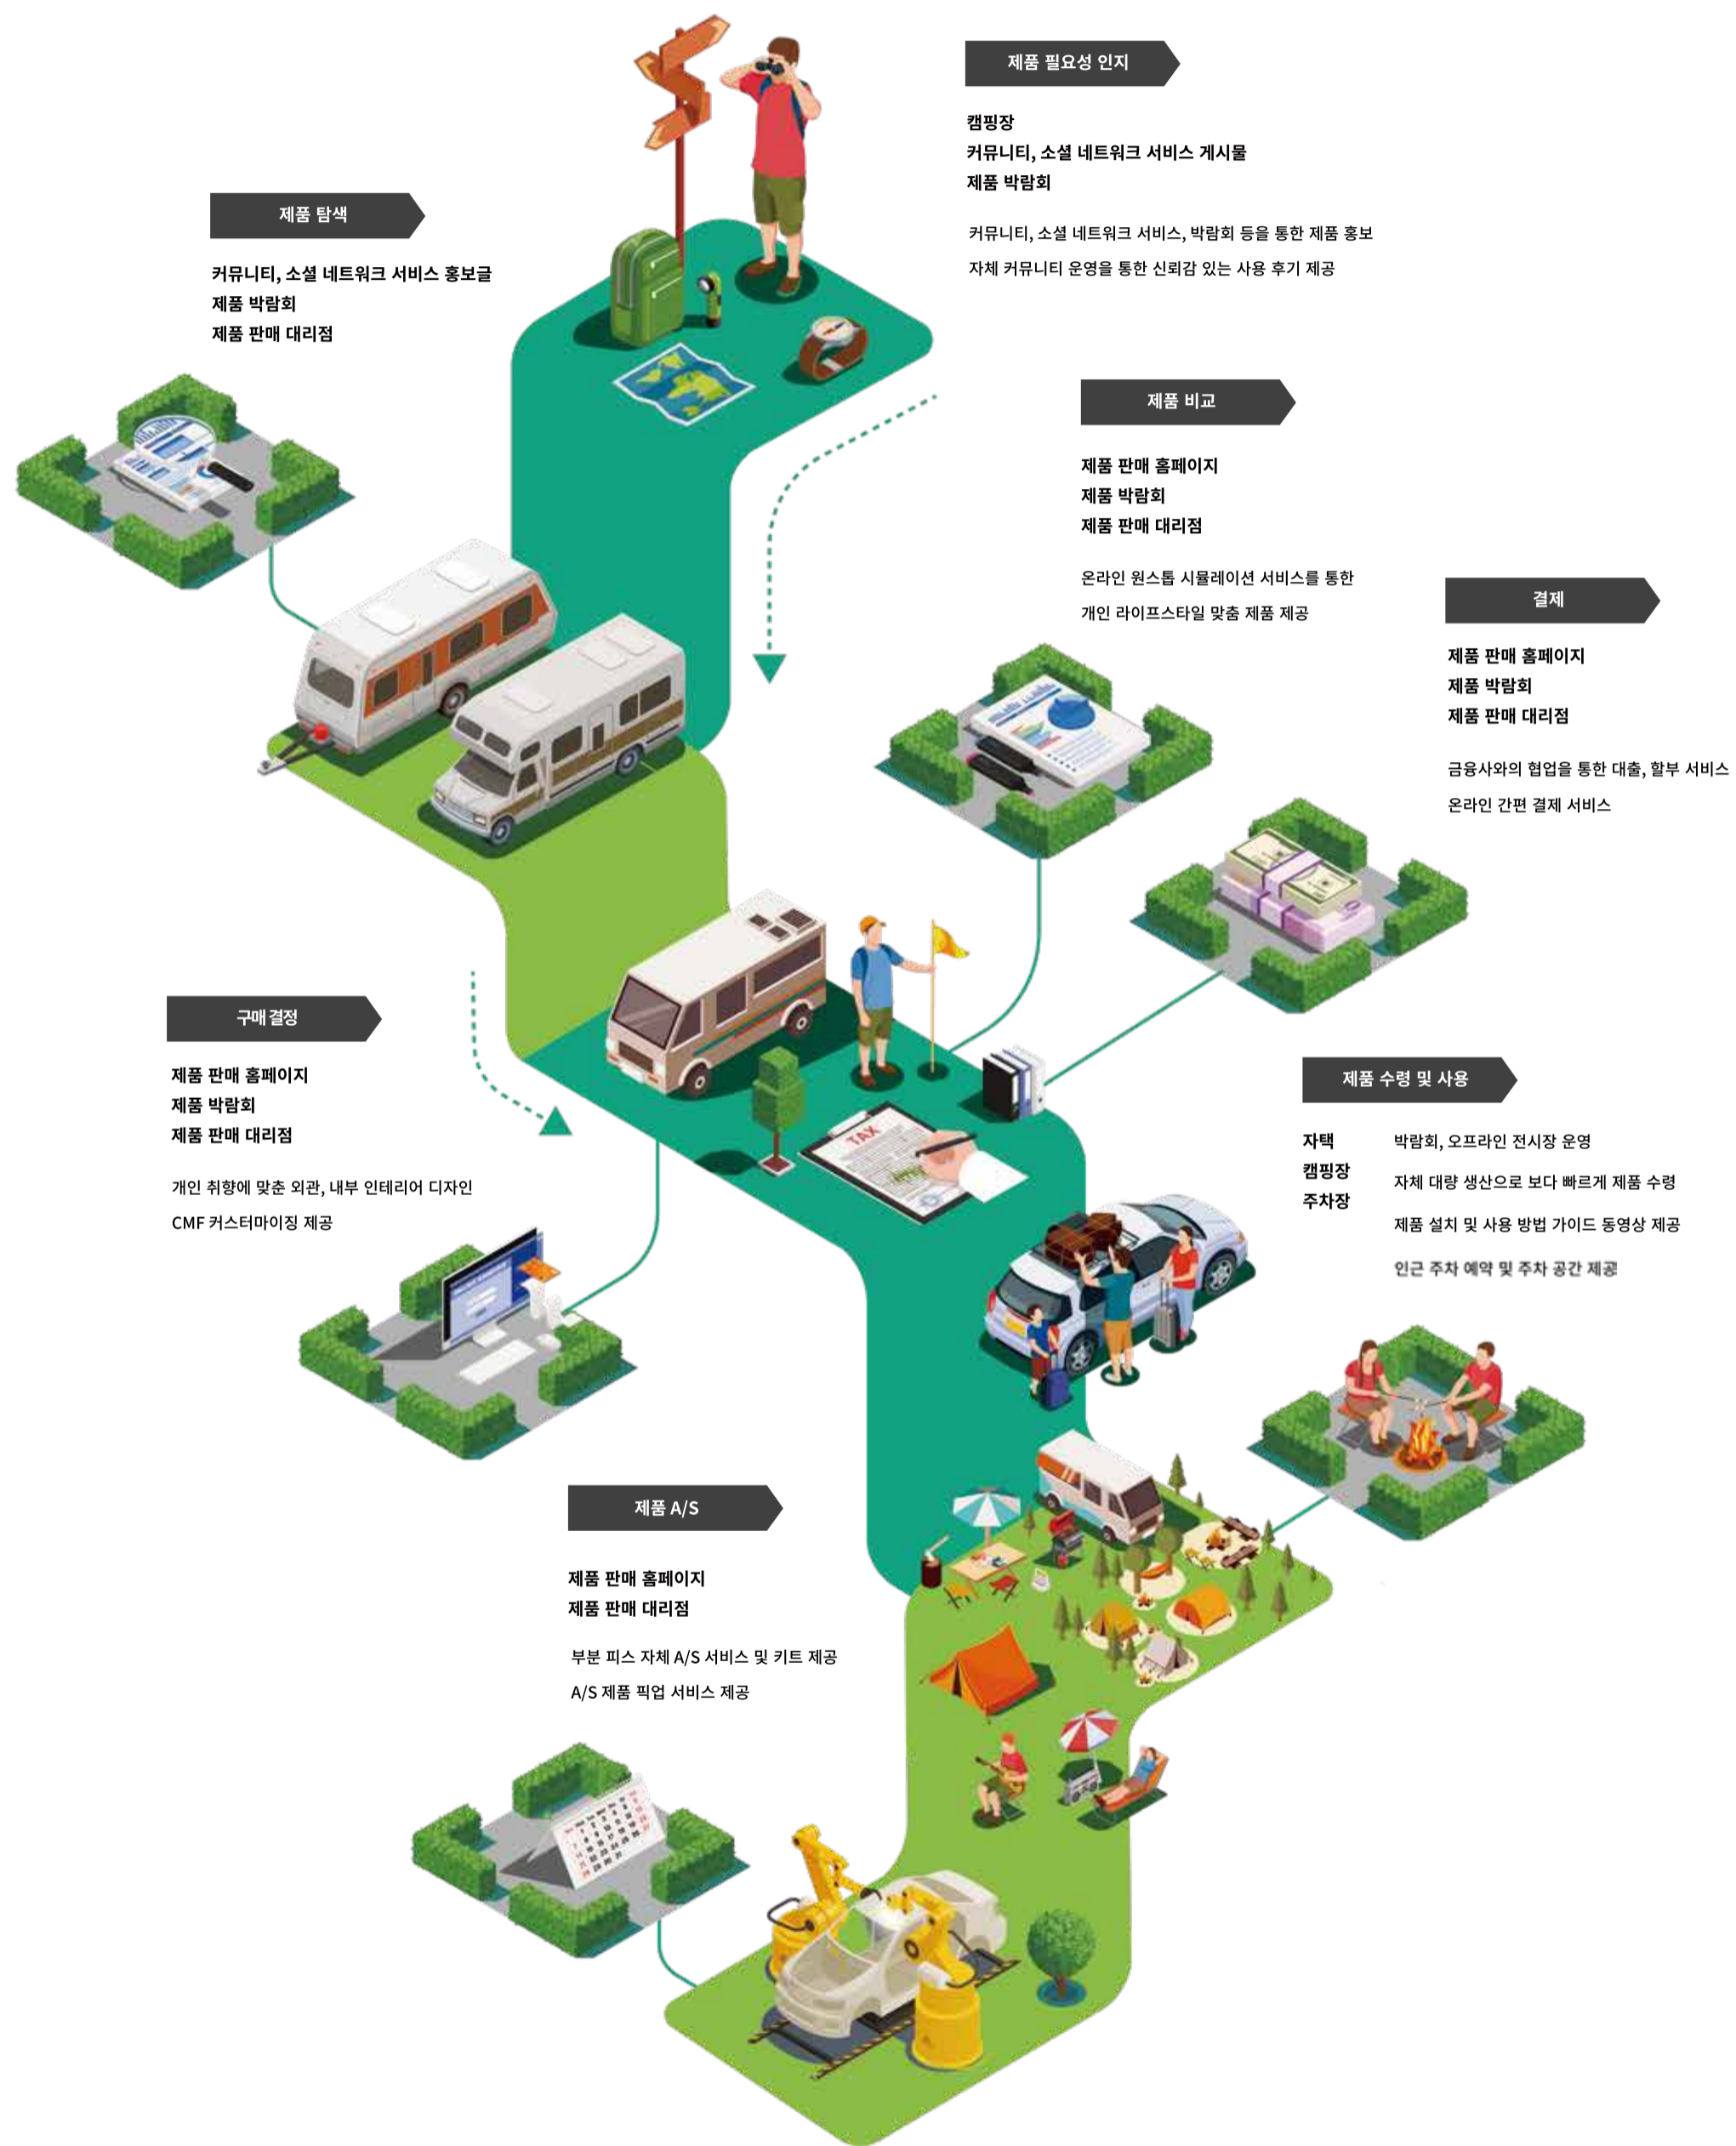 제품 필요성 인지
캠핑장
커뮤니티, 소셜 네트워크 서비스 게시물
제품 박람회
커뮤니티, 소셜 네트워크 서비스, 박람회 등을 통한 제품 홍보
자체 커뮤니티 운영을 통한 신뢰감 있는 사용 후기 제공
제품 탐색
커뮤니티, 소셜 네트워크 서비스 홍보글
제품 박람회
제품 판매 대리점
제품 비교
제품 판매 홈페이지
제품 박람회
제품 판매 대리점
온라인 원스톱 시뮬레이션 서비스를 통한
개인 라이프스타일 맞춤 제품 제공
결제
제품 판매 홈페이지
제품 박람회
제품 판매 대리점
금융사와의 협업을 통한 대출, 할부 서비스
온라인 간편 결제 서비스
구매 결정
제품 판매 홈페이지
제품 박람회
제품 판매 대리점
개인 취향에 맞춘 외관, 내부 인테리어 디자인
CMF 커스터마이징 제공
TAX
제품 수령 및 사용
자택
캠핑장
주차장
박람회, 오프라인 전시장 운영
자체 대량 생산으로 보다 빠르게 제품 수령
제품 설치 및 사용 방법 가이드 동영상 제공
인근 주차 예약 및 주차 공간 제공
제품 A/S
제품 판매 홈페이지
제품 판매 대리점
부분 피스 자체 A/S 서비스 및 키트 제공
A/S 제품 픽업 서비스 제공